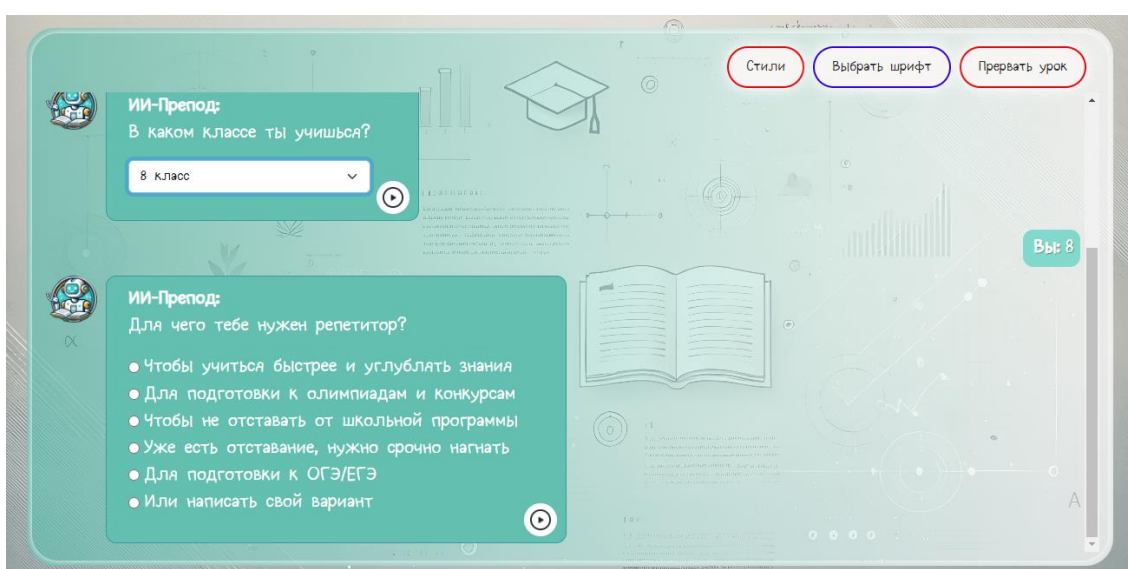 Стили
Выбрать шрифт
Прервать урок
ИИ-Препод:
В каком классе ты учишься?
8 класс
Вы: 8
ИИ-Препод:
Для чего тебе нужен репетитор?
Чтобы учиться быстрее и углублять знания
Для подготовки к олимпиадам и конкурсам
Чтобы не отставать от школьной программы
Уже есть отставание, нужно срочно нагнать
Для подготовки к ОГЭ/ЕГЭ
Или написать свой вариант